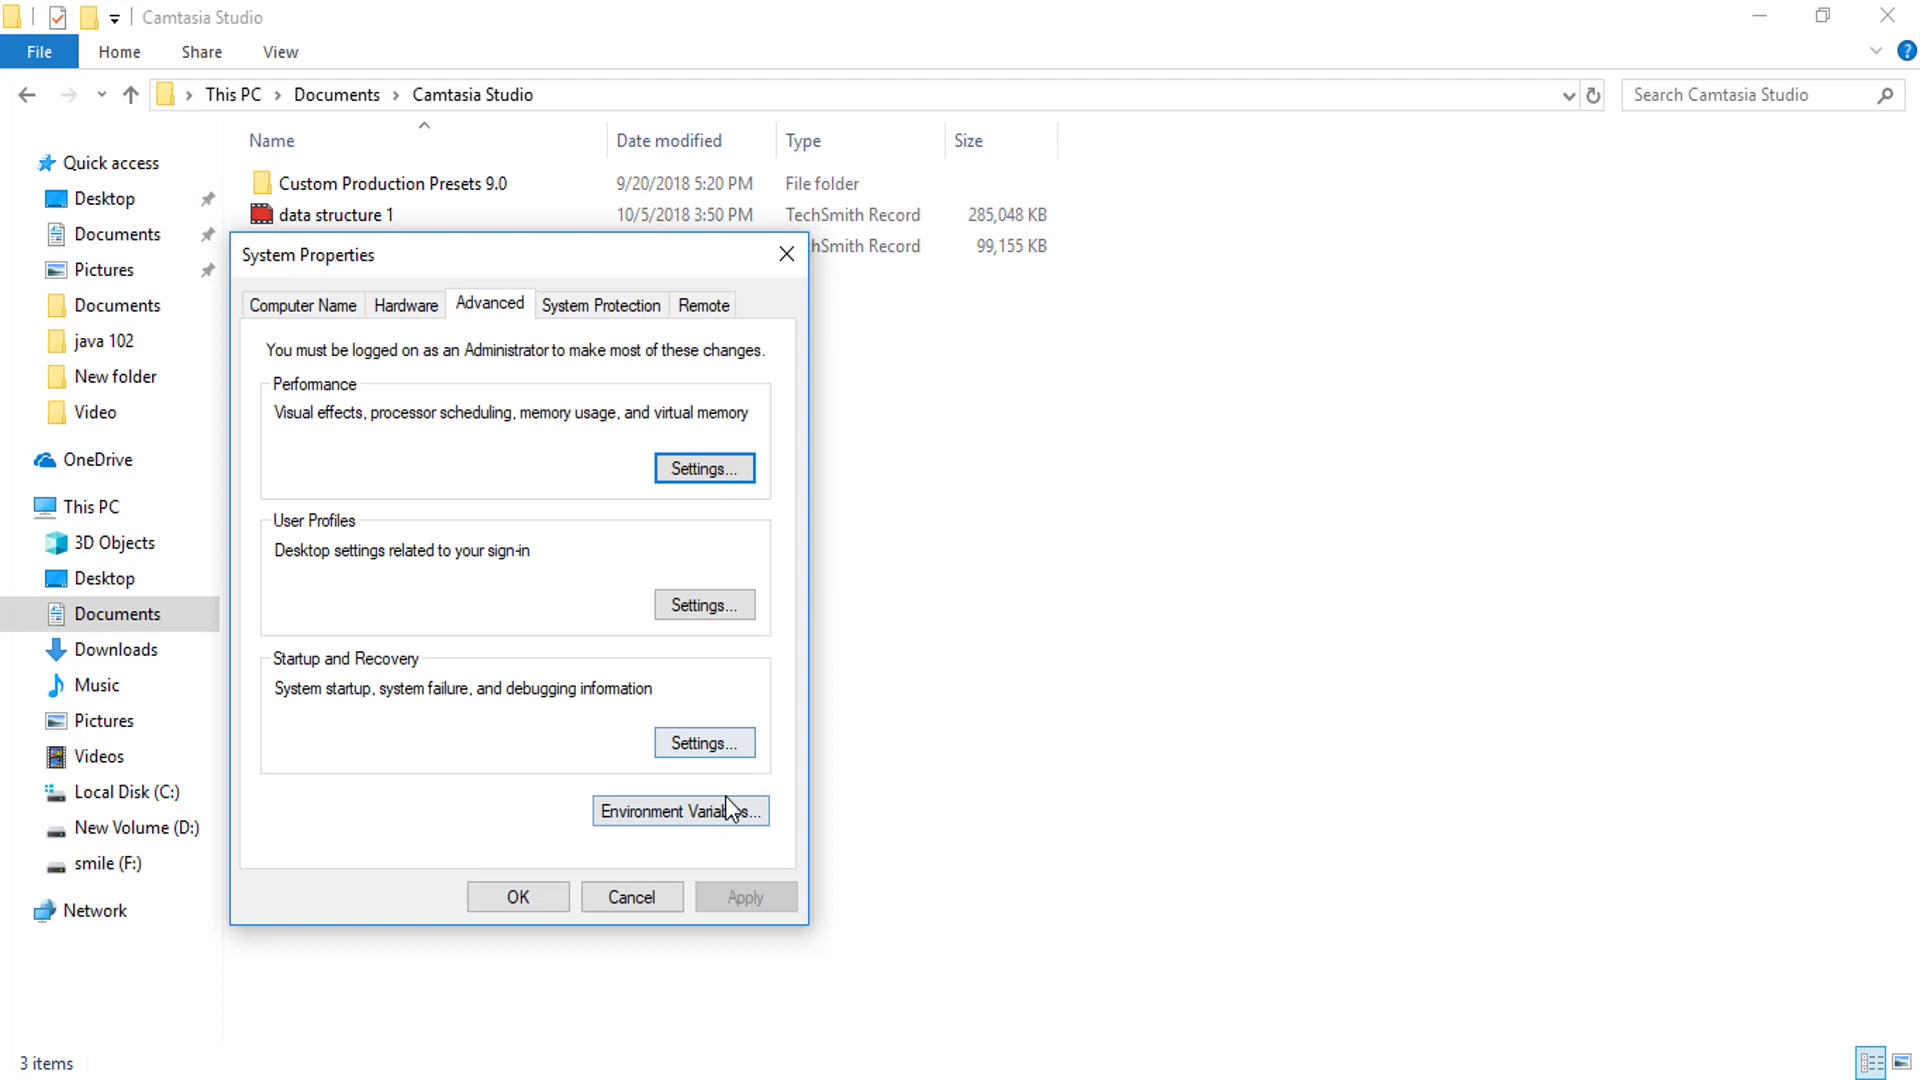 Camtasia Studio
File Home Share View
This PC > Documents > Camtasia Studio
Search Camtasia Studio
Name Date modified Type Size
Custom Production Presets 9.0 9/20/2018 5:20 PM File folder
data structure 1 10/5/2018 3:50 PM TechSmith Record 285,048 KB
hSmith Record 99,155 KB
Quick access
Desktop
Documents
Pictures
Documents
java 102
New folder
Video
OneDrive
This PC
3D Objects
Desktop
Documents
Downloads
Music
Pictures
Videos
Local Disk (C:)
New Volume (D:)
smile (F:)
Network
System Properties
Computer Name Hardware Advanced System Protection Remote
You must be logged on as an Administrator to make most of these changes.
Performance
Visual effects, processor scheduling, memory usage, and virtual memory
Settings...
User Profiles
Desktop settings related to your sign-in
Settings...
Startup and Recovery
System startup, system failure, and debugging information
Settings...
Environment Variables...
OK Cancel Apply
3 items